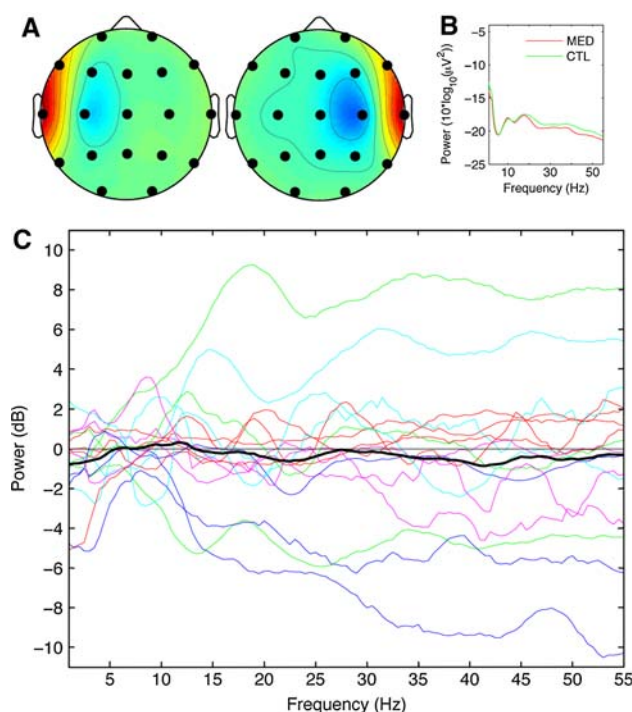 A
B
Power (10*log10(μV2))
−5
−10
−15
−20
−25
MED
CTL
10 30 50
Frequency (Hz)
C
Power (dB)
10
8
6
4
2
0
−2
−4
−6
−8
−10
5 10 15 20 25 30 35 40 45 50 55
Frequency (Hz)